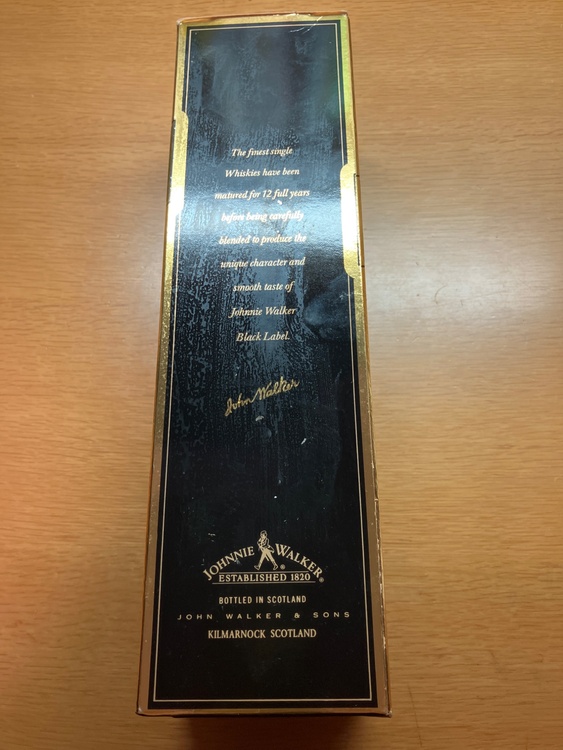 The finest single
Whiskies have been
matured for 12 full years
before being carefully
blended to produce the
unique character and
smooth taste of
Johnnie Walker
Black Label.
John Walker
JOHNNIE WALKER®
ESTABLISHED 1820
BOTTLED IN SCOTLAND
JOHN WALKER & SONS
KILMARNOCK SCOTLAND